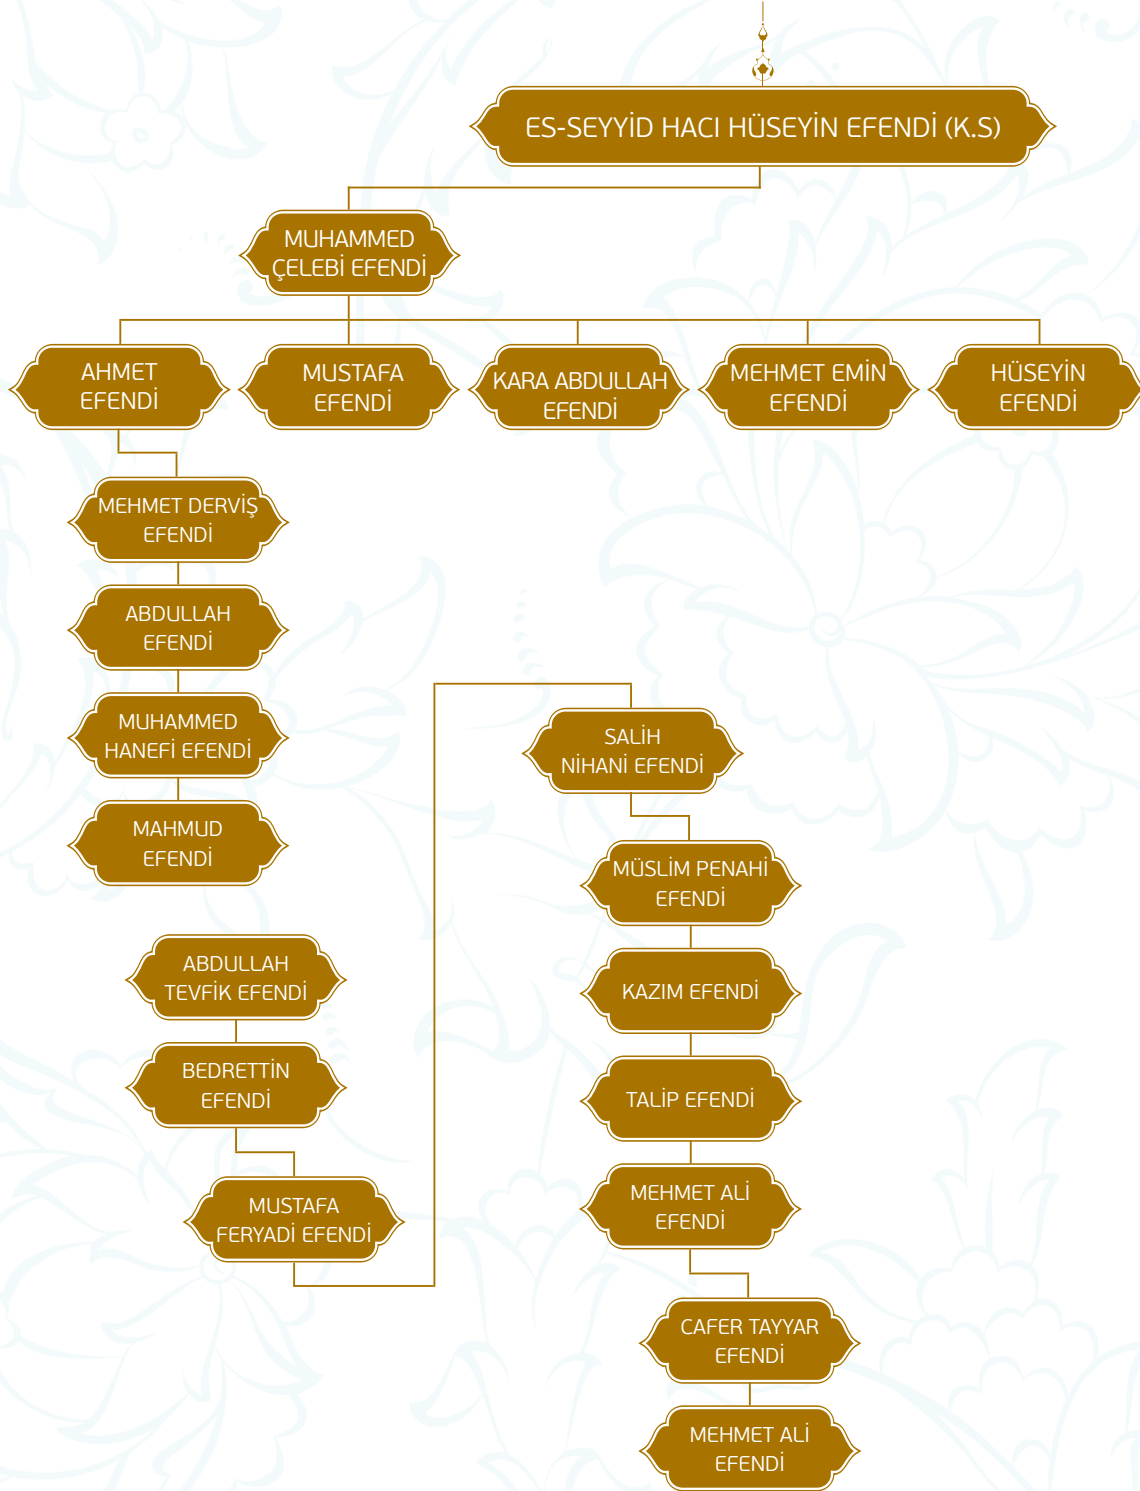 ES-SEYYİD HACI HÜSEYİN EFENDİ (K.S)
MUHAMMED
ÇELEBİ EFENDİ
AHMET
EFENDİ
MUSTAFA
EFENDİ
KARA ABDULLAH
EFENDİ
MEHMET EMİN
EFENDİ
HÜSEYİN
EFENDİ
MEHMET DERVİŞ
EFENDİ
ABDULLAH
EFENDİ
MUHAMMED
HANEFİ EFENDİ
MAHMUD
EFENDİ
ABDULLAH
TEVFİK EFENDİ
BEDRETTİN
EFENDİ
MUSTAFA
FERYADİ EFENDİ
SALİH
NİHANİ EFENDİ
MÜSLİM PENAHİ
EFENDİ
KAZIM EFENDİ
TALİP EFENDİ
MEHMET ALİ
EFENDİ
CAFER TAYYAR
EFENDİ
MEHMET ALİ
EFENDİ